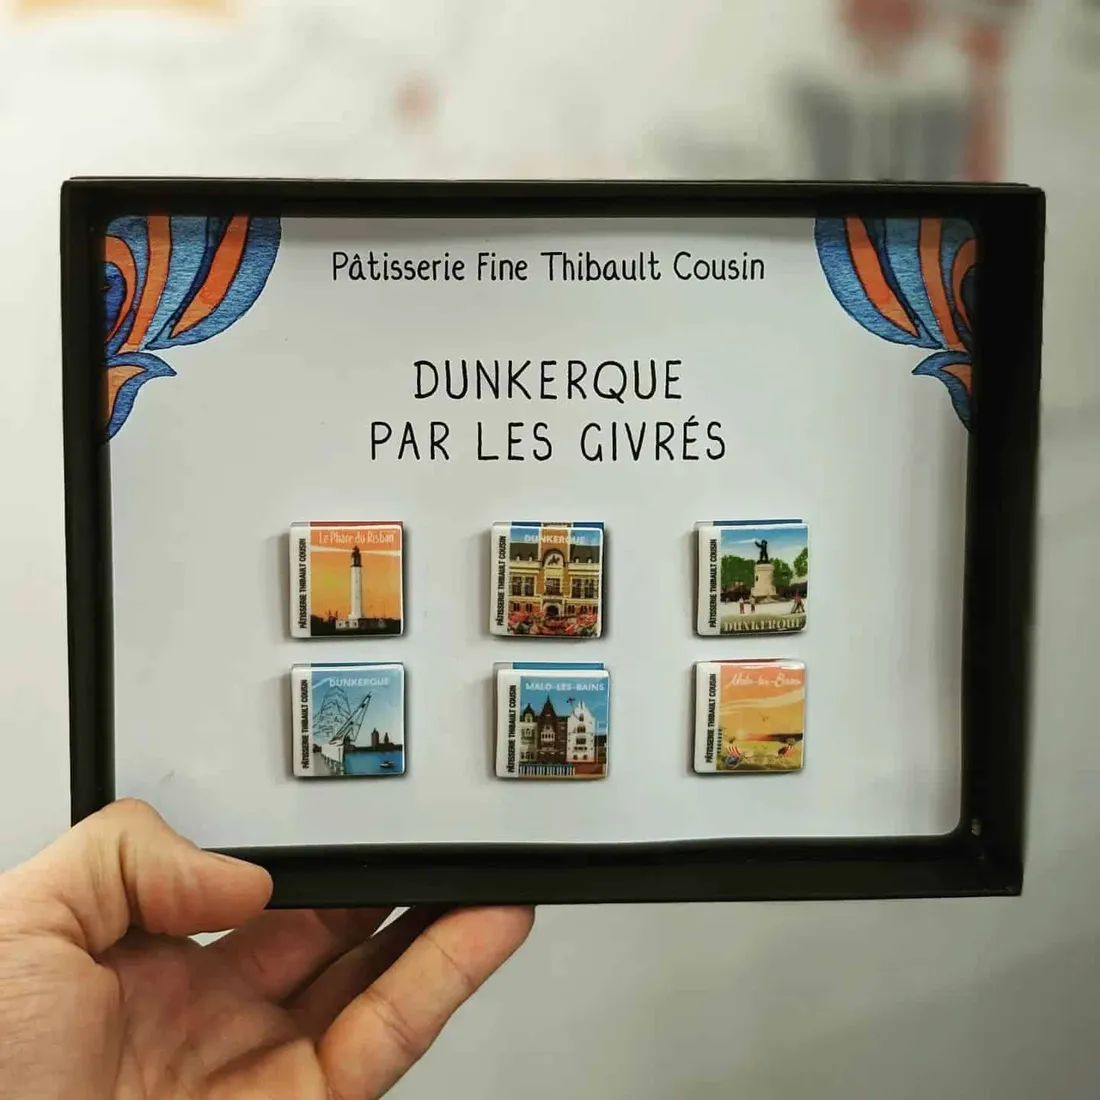 Pâtisserie Fine Thibault Cousin
DUNKERQUE
PAR LES GIVRÉS
PÂTISSERIE THIBAULT COUSIN
Le Phare du Risban
PÂTISSERIE THIBAULT COUSIN
DUNKERQUE
PÂTISSERIE THIBAULT COUSIN
DUNKERQUE
PÂTISSERIE THIBAULT COUSIN
DUNKERQUE
PÂTISSERIE THIBAULT COUSIN
MALO-LES-BAINS
PÂTISSERIE THIBAULT COUSIN
Malo-les-Bains